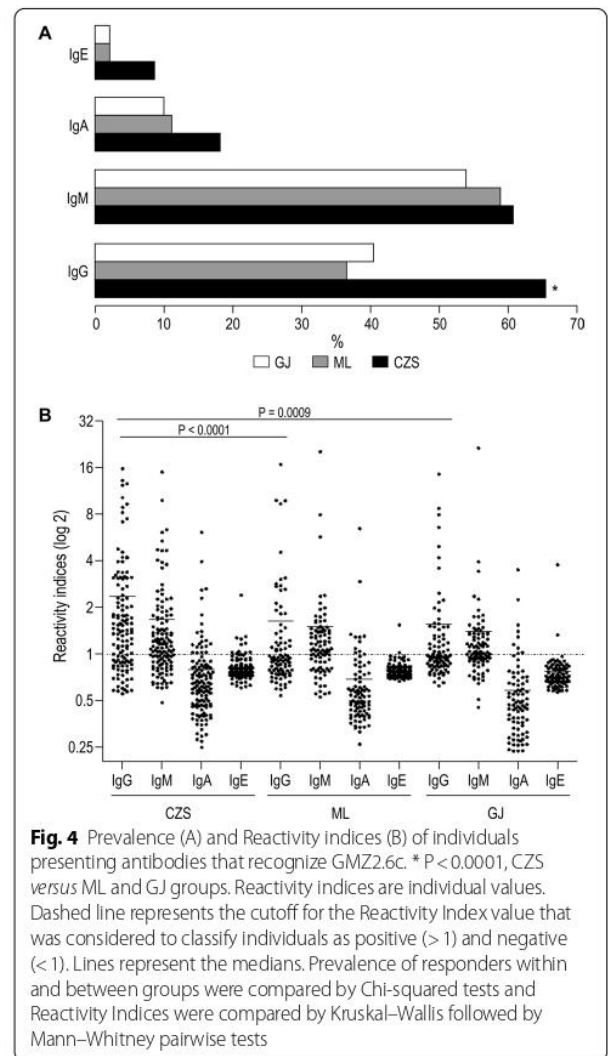 A
IgE
IgA
IgM
IgG
*
0 10 20 30 40 50 60 70
%
GJ ML CZS
B
P = 0.0009
P < 0.0001
Reactivity indices (log 2)
32
16
8
4
2
1
0.5
0.25
IgG IgM IgA IgE IgG IgM IgA IgE IgG IgM IgA IgE
CZS ML GJ
Fig. 4 Prevalence (A) and Reactivity indices (B) of individuals
presenting antibodies that recognize GMZ2.6c. * P < 0.0001, CZS
versus ML and GJ groups. Reactivity indices are individual values.
Dashed line represents the cutoff for the Reactivity Index value that
was considered to classify individuals as positive (> 1) and negative
(< 1). Lines represent the medians. Prevalence of responders within
and between groups were compared by Chi-squared tests and
Reactivity Indices were compared by Kruskal–Wallis followed by
Mann–Whitney pairwise tests